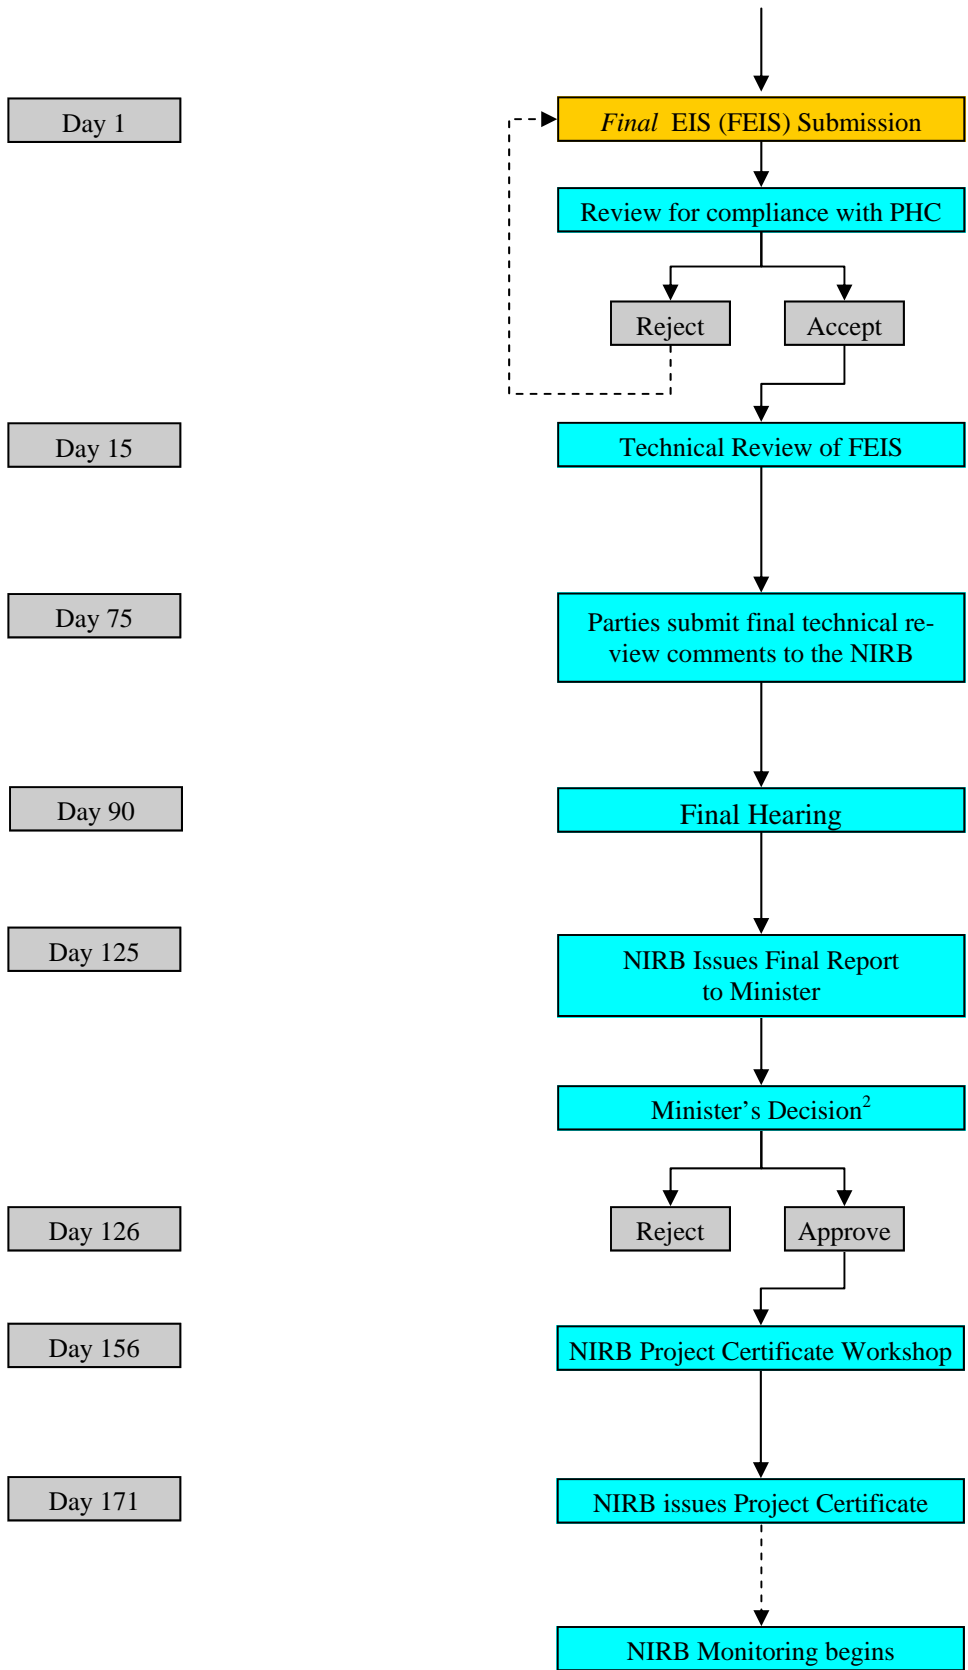 Day 1
Final EIS (FEIS) Submission
Review for compliance with PHC
Reject
Accept
Day 15
Technical Review of FEIS
Day 75
Parties submit final technical re-
view comments to the NIRB
Day 90
Final Hearing
Day 125
NIRB Issues Final Report
to Minister
Minister’s Decision2
Day 126
Reject
Approve
Day 156
NIRB Project Certificate Workshop
Day 171
NIRB issues Project Certificate
NIRB Monitoring begins